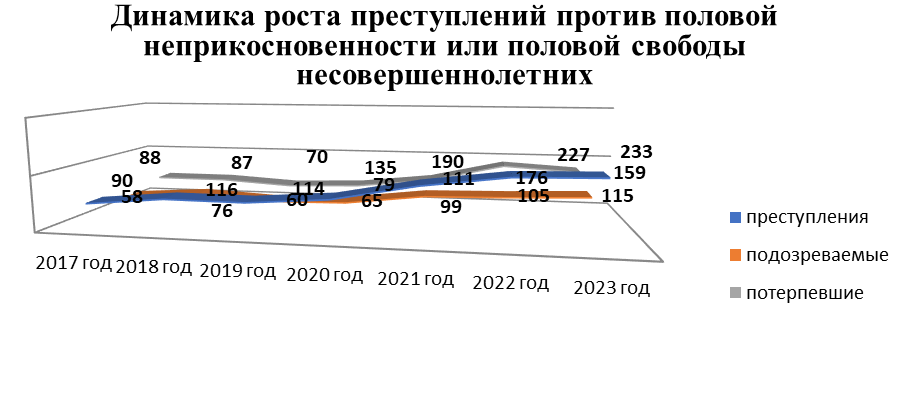 Динамика роста преступлений против половой
неприкосновенности или половой свободы
несовершеннолетних
88 87 70 135 190 227 233
90 58 116 76 114 60 79 65 111 99 176 105 159 115
2017 год 2018 год 2019 год 2020 год 2021 год 2022 год 2023 год
преступления
подозреваемые
потерпевшие